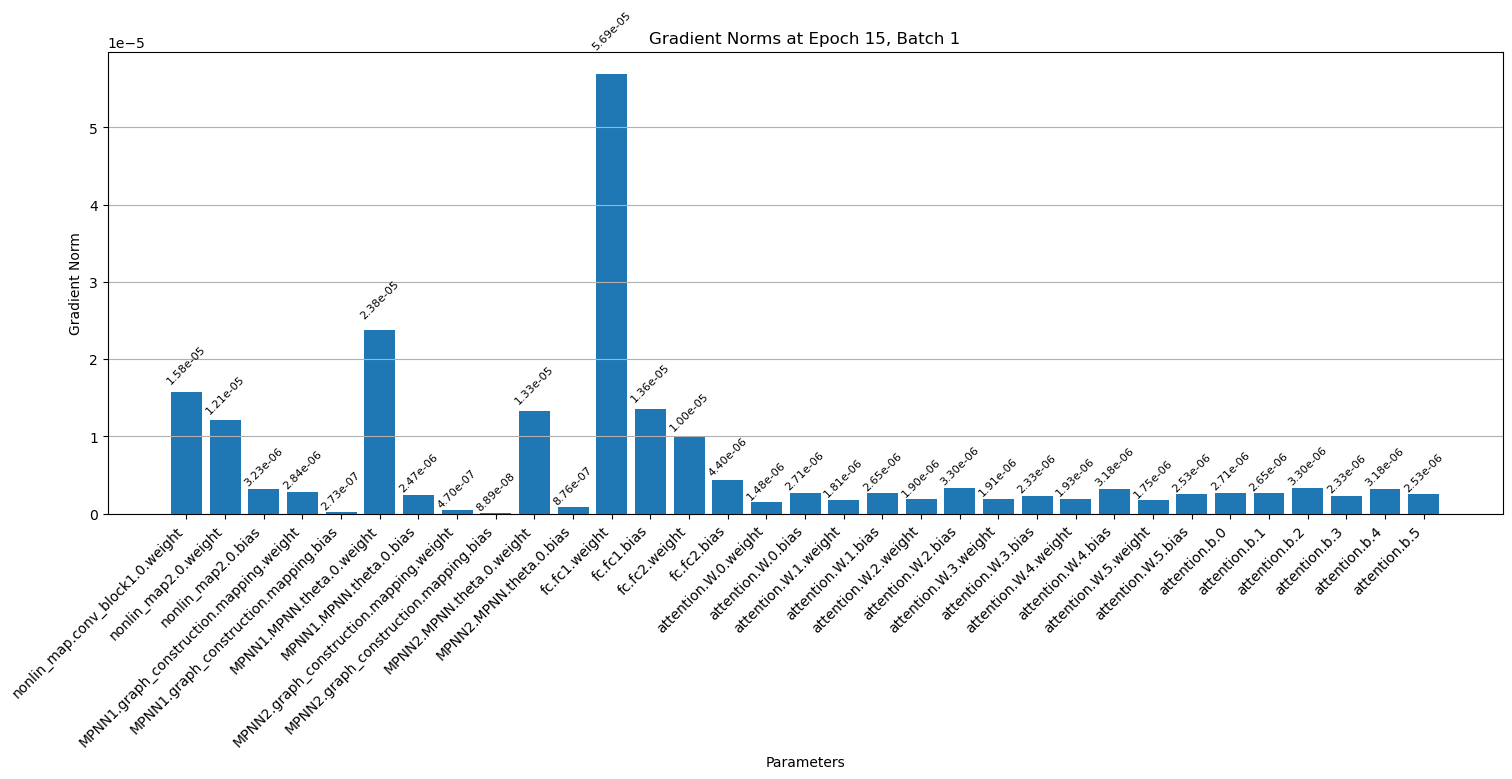 Gradient Norms at Epoch 15, Batch 1
1e−5
Gradient Norm
5
4
3
2
1
0
1.58e-05
1.21e-05
3.23e-06
2.84e-06
2.73e-07
2.38e-05
2.47e-06
4.70e-07
8.89e-08
1.33e-05
8.76e-07
5.69e-05
1.36e-05
1.00e-05
4.40e-06
1.48e-06
2.71e-06
1.81e-06
2.65e-06
1.90e-06
3.30e-06
1.91e-06
2.33e-06
1.93e-06
3.18e-06
1.75e-06
2.53e-06
2.71e-06
2.65e-06
3.30e-06
2.33e-06
3.18e-06
2.53e-06
nonlin_map.conv_block1.0.weight
nonlin_map2.0.weight
nonlin_map2.0.bias
MPNN1.graph_construction.mapping.weight
MPNN1.graph_construction.mapping.bias
MPNN1.MPNN.theta.0.weight
MPNN1.MPNN.theta.0.bias
MPNN2.graph_construction.mapping.weight
MPNN2.graph_construction.mapping.bias
MPNN2.MPNN.theta.0.weight
MPNN2.MPNN.theta.0.bias
fc.fc1.weight
fc.fc1.bias
fc.fc2.weight
fc.fc2.bias
attention.W.0.weight
attention.W.0.bias
attention.W.1.weight
attention.W.1.bias
attention.W.2.weight
attention.W.2.bias
attention.W.3.weight
attention.W.3.bias
attention.W.4.weight
attention.W.4.bias
attention.W.5.weight
attention.W.5.bias
attention.b.0
attention.b.1
attention.b.2
attention.b.3
attention.b.4
attention.b.5
Parameters